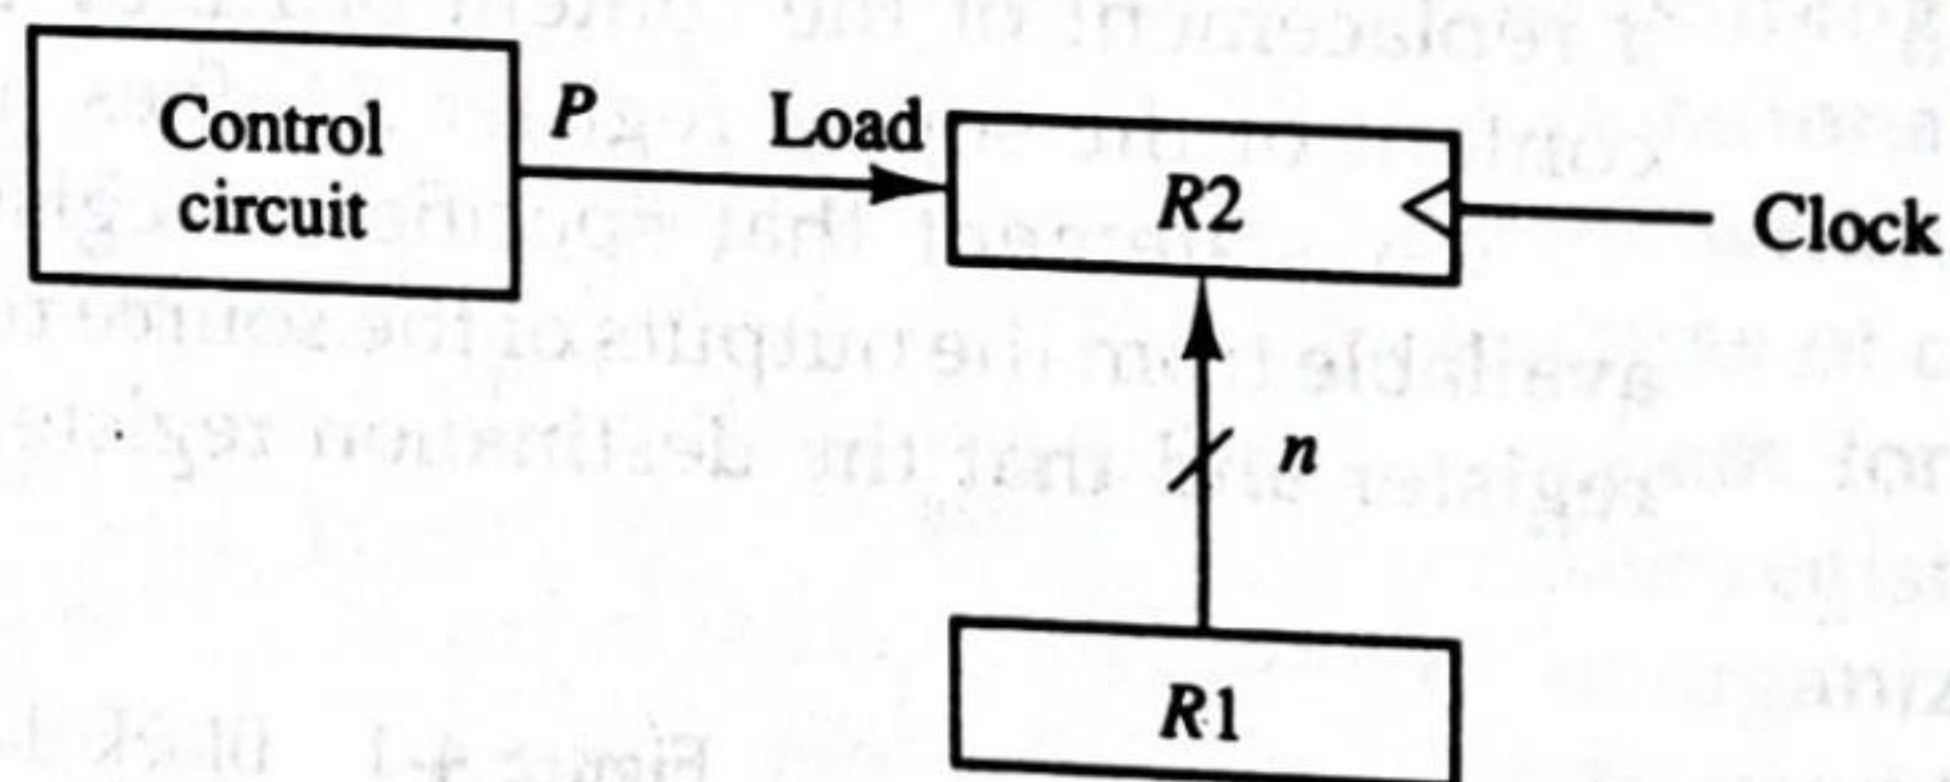 Control
circuit
P
Load
R2
Clock
n
R1